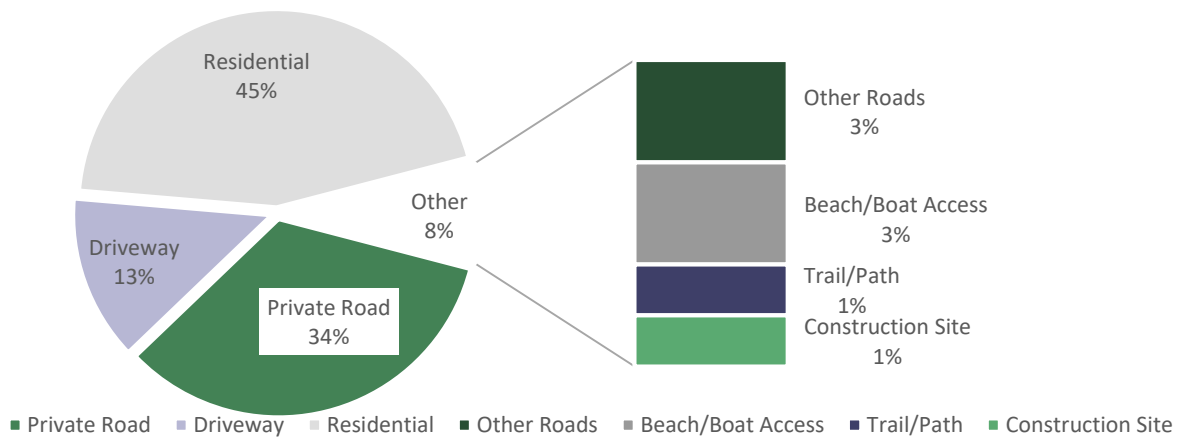 Residential
45%
Other
8%
Driveway
13%
Private Road
34%
Other Roads
3%
Beach/Boat Access
3%
Trail/Path
1%
Construction Site
1%
Private Road Driveway Residential Other Roads Beach/Boat Access Trail/Path Construction Site